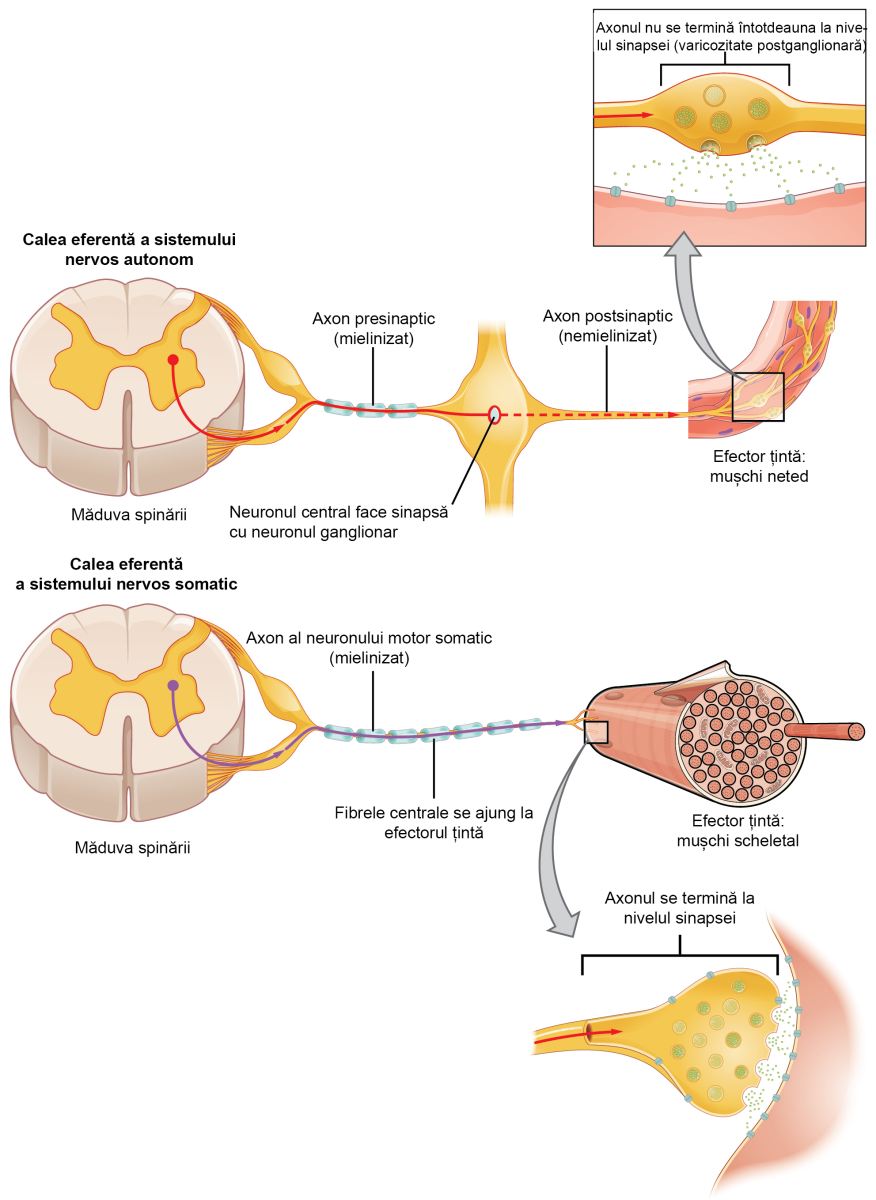 Axonul nu se termină întotdeauna la nive-
lul sinapsei (varicozitate postganglionară)
Calea eferentă a sistemului
nervos autonom
Axon presinaptic
(mielinizat)
Axon postsinaptic
(nemielinizat)
Efector țintă:
mușchi neted
Neuronul central face sinapsă
cu neuronul ganglionar
Măduva spinării
Calea eferentă
a sistemului nervos somatic
Axon al neuronului motor somatic
(mielinizat)
Fibrele centrale se ajung la
efectorul țintă
Efector țintă:
mușchi scheletal
Măduva spinării
Axonul se termină la
nivelul sinapsei